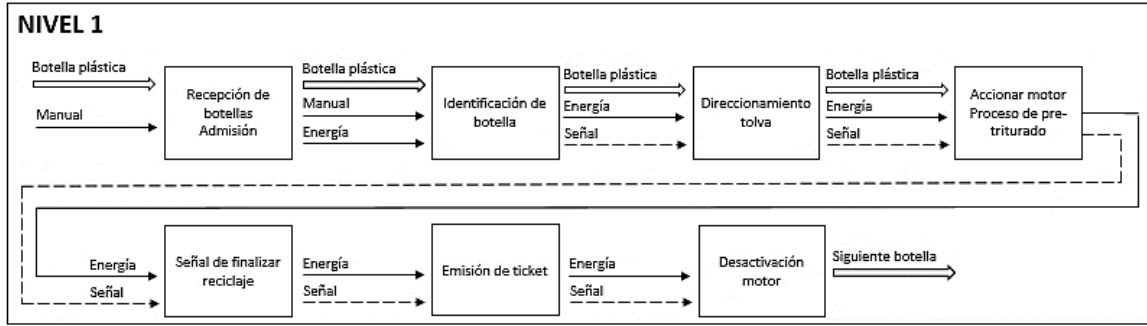 NIVEL 1
Botella plástica
Manual
Recepción de
botellas
Admisión
Botella plástica
Manual
Energía
Identificación de
botella
Botella plástica
Energía
Señal
Direccionamiento
tolva
Botella plástica
Energía
Señal
Accionar motor
Proceso de pre-
triturado
Energía
Señal
Señal de finalizar
reciclaje
Energía
Señal
Emisión de ticket
Energía
Señal
Desactivación
motor
Siguiente botella